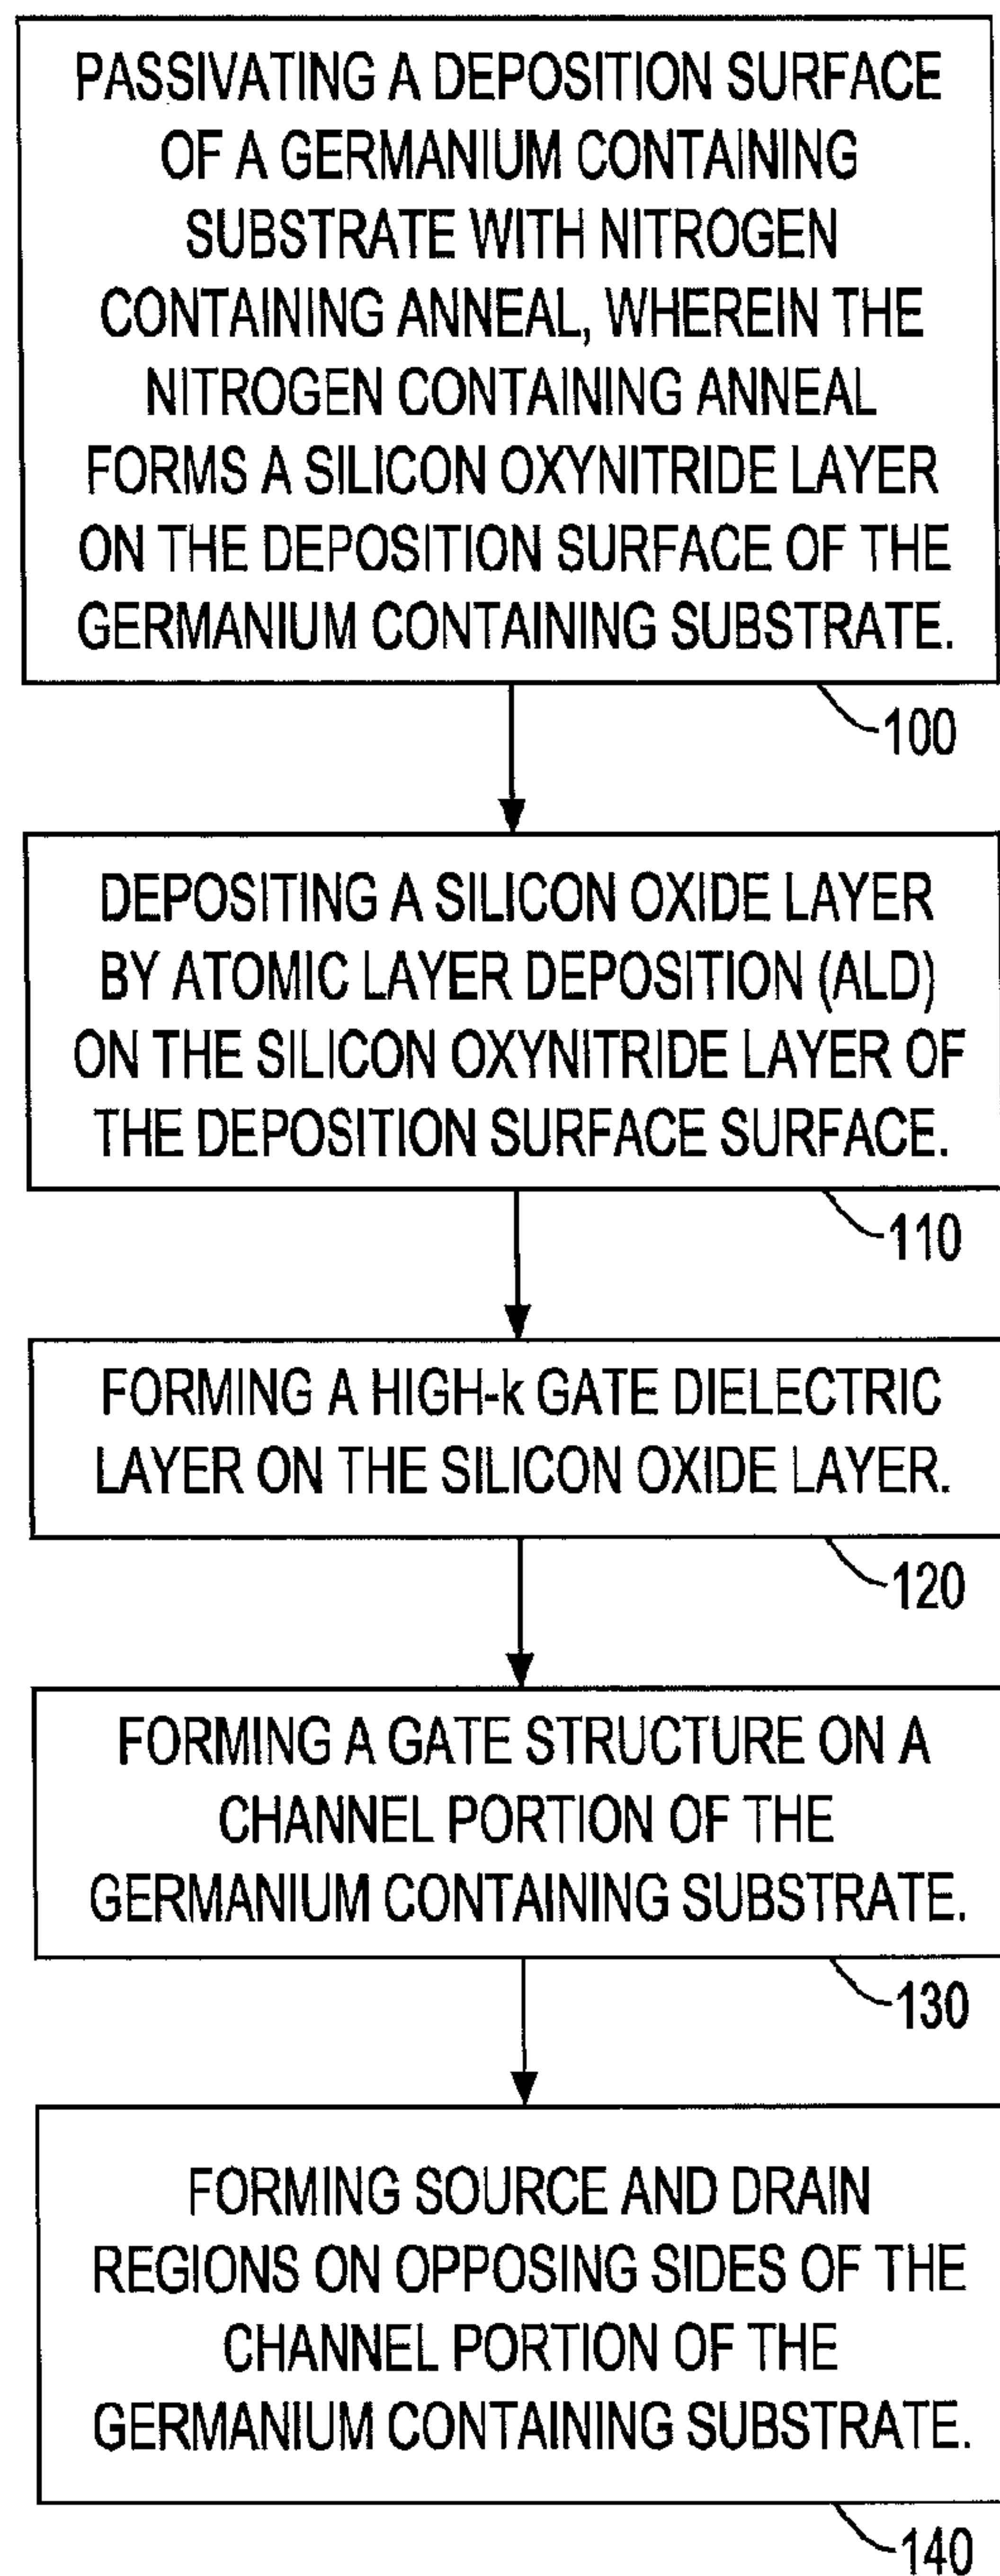 PASSIVATING A DEPOSITION SURFACE
OF A GERMANIUM CONTAINING
SUBSTRATE WITH NITROGEN
CONTAINING ANNEAL, WHEREIN THE
NITROGEN CONTAINING ANNEAL
FORMS A SILICON OXYNITRIDE LAYER
ON THE DEPOSITION SURFACE OF THE
GERMANIUM CONTAINING SUBSTRATE.
100
DEPOSITING A SILICON OXIDE LAYER
BY ATOMIC LAYER DEPOSITION (ALD)
ON THE SILICON OXYNITRIDE LAYER OF
THE DEPOSITION SURFACE SURFACE.
110
FORMING A HIGH-k GATE DIELECTRIC
LAYER ON THE SILICON OXIDE LAYER.
120
FORMING A GATE STRUCTURE ON A
CHANNEL PORTION OF THE
GERMANIUM CONTAINING SUBSTRATE.
130
FORMING SOURCE AND DRAIN
REGIONS ON OPPOSING SIDES OF THE
CHANNEL PORTION OF THE
GERMANIUM CONTAINING SUBSTRATE.
140